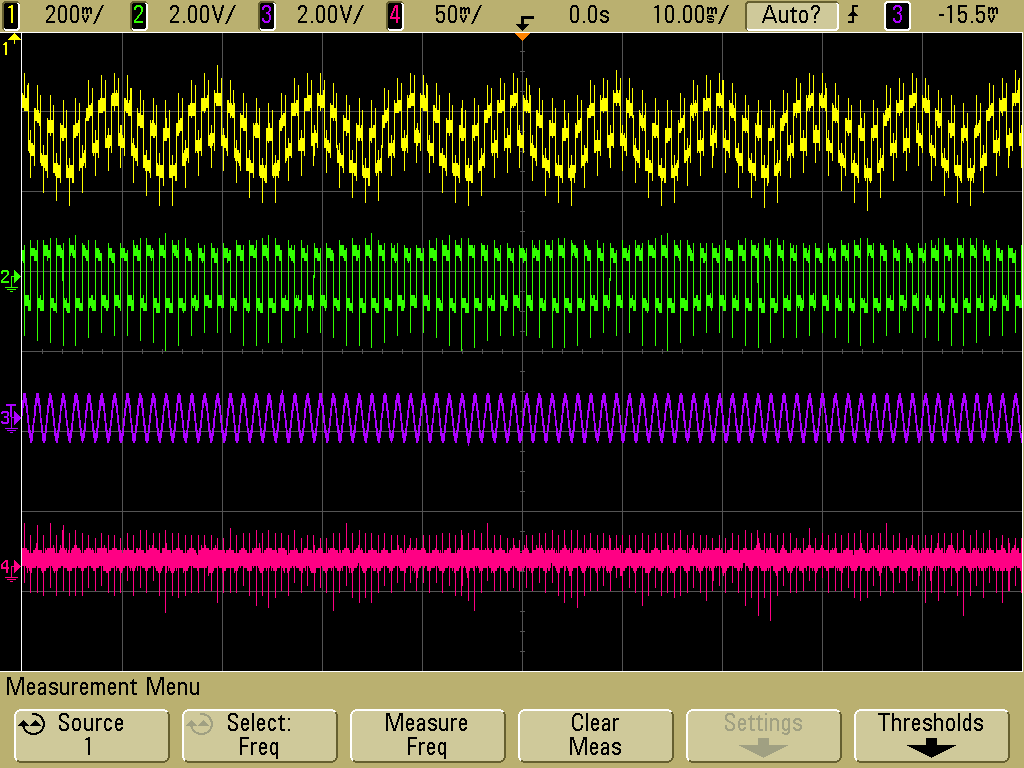 1 200mV/ 2 2.00V/ 3 2.00V/ 4 50mV/ 0.0s 10.00ms/ Auto? 3 -15.5mV
1
2
3
4
Measurement Menu
Source Select: Measure Clear Settings Thresholds
1 Freq Freq Meas